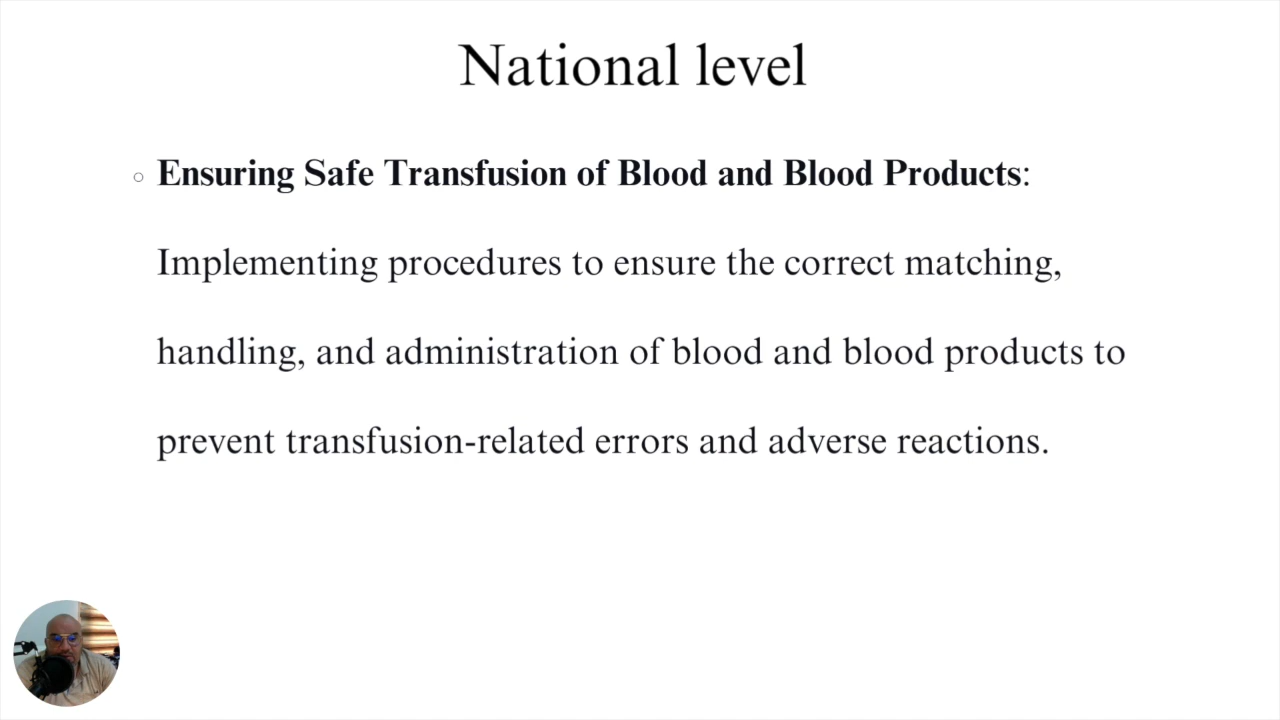 National level
◦ Ensuring Safe Transfusion of Blood and Blood Products:
Implementing procedures to ensure the correct matching,
handling, and administration of blood and blood products to
prevent transfusion-related errors and adverse reactions.